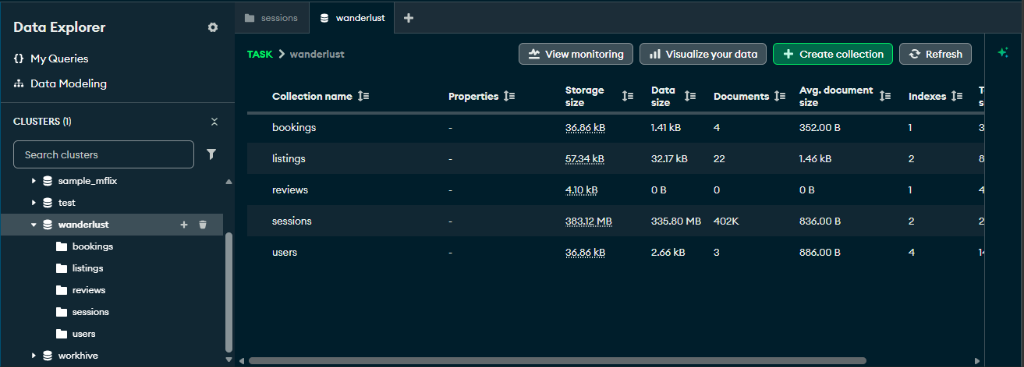 Data Explorer
My Queries
Data Modeling
CLUSTERS (1)
Search clusters
sample_mflix
test
wanderlust
bookings
listings
reviews
sessions
users
workhive
sessions wanderlust
TASK > wanderlust View monitoring Visualize your data Create collection Refresh
Collection name Properties Storage size Data size Documents Avg. document size Indexes
bookings - 36.86 kB 1.41 kB 4 352.00 B 1
listings - 57.34 kB 32.17 kB 22 1.46 kB 2
reviews - 4.10 kB 0 B 0 0 B 1
sessions - 383.12 MB 335.80 MB 402K 836.00 B 2
users - 36.86 kB 2.66 kB 3 886.00 B 4